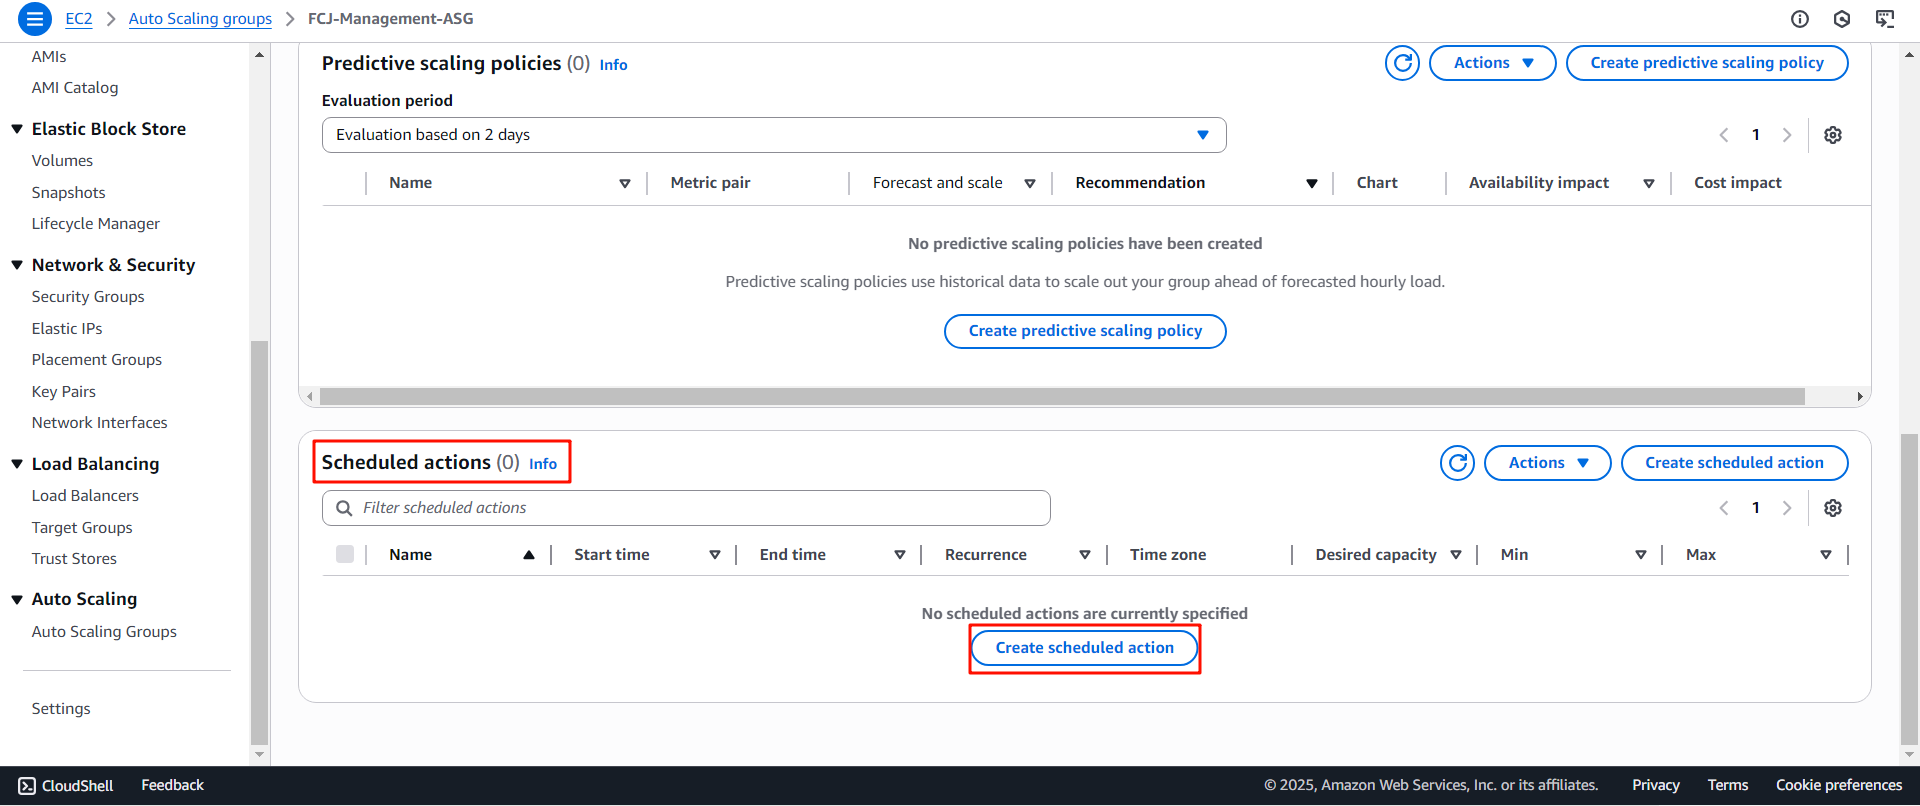 EC2 > Auto Scaling groups > FCJ-Management-ASG
AMIs
AMI Catalog
Elastic Block Store
Volumes
Snapshots
Lifecycle Manager
Network & Security
Security Groups
Elastic IPs
Placement Groups
Key Pairs
Network Interfaces
Load Balancing
Load Balancers
Target Groups
Trust Stores
Auto Scaling
Auto Scaling Groups
Settings
Predictive scaling policies (0) Info
Actions
Create predictive scaling policy
Evaluation period
Evaluation based on 2 days
1
Name Metric pair Forecast and scale Recommendation Chart Availability impact Cost impact
No predictive scaling policies have been created
Predictive scaling policies use historical data to scale out your group ahead of forecasted hourly load.
Create predictive scaling policy
Scheduled actions (0) Info
Actions
Create scheduled action
Filter scheduled actions
1
Name Start time End time Recurrence Time zone Desired capacity Min Max
No scheduled actions are currently specified
Create scheduled action
CloudShell Feedback © 2025, Amazon Web Services, Inc. or its affiliates. Privacy Terms Cookie preferences